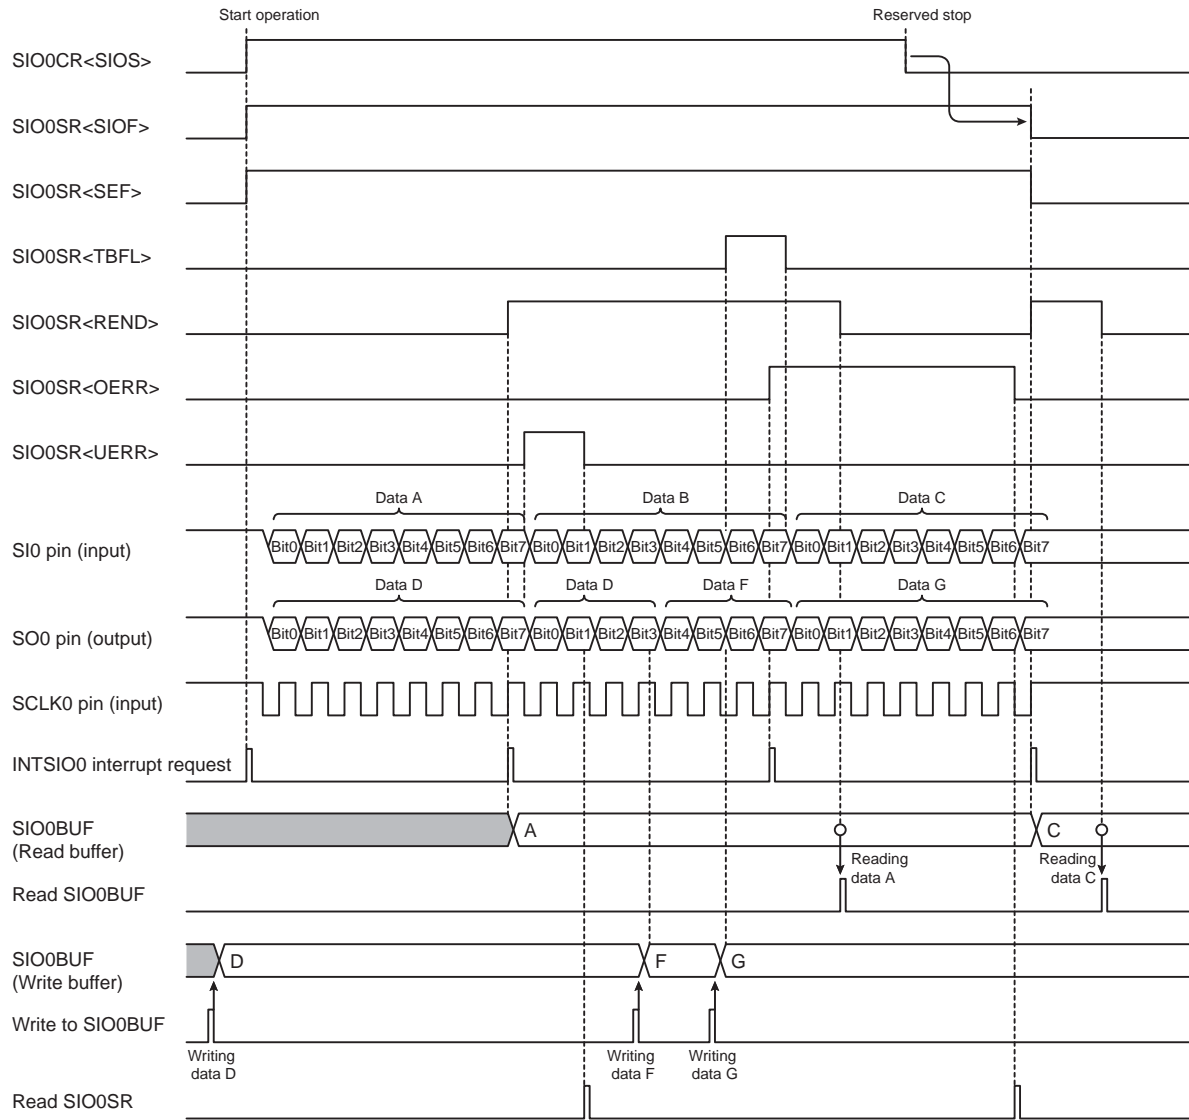 Start operation
Reserved stop
SIO0CR<SIOS>
SIO0SR<SIOF>
SIO0SR<SEF>
SIO0SR<TBFL>
SIO0SR<REND>
SIO0SR<OERR>
SIO0SR<UERR>
Data A
Data B
Data C
SI0 pin (input)
Bit0 Bit1 Bit2 Bit3 Bit4 Bit5 Bit6 Bit7 Bit0 Bit1 Bit2 Bit3 Bit4 Bit5 Bit6 Bit7 Bit0 Bit1 Bit2 Bit3 Bit4 Bit5 Bit6 Bit7
Data D
Data D
Data F
Data G
SO0 pin (output)
Bit0 Bit1 Bit2 Bit3 Bit4 Bit5 Bit6 Bit7 Bit0 Bit1 Bit2 Bit3 Bit4 Bit5 Bit6 Bit7 Bit0 Bit1 Bit2 Bit3 Bit4 Bit5 Bit6 Bit7
SCLK0 pin (input)
INTSIO0 interrupt request
SIO0BUF
(Read buffer)
A
C
Reading
data A
Reading
data C
Read SIO0BUF
SIO0BUF
(Write buffer)
D
F
G
Write to SIO0BUF
Writing
data D
Writing
data F
Writing
data G
Read SIO0SR